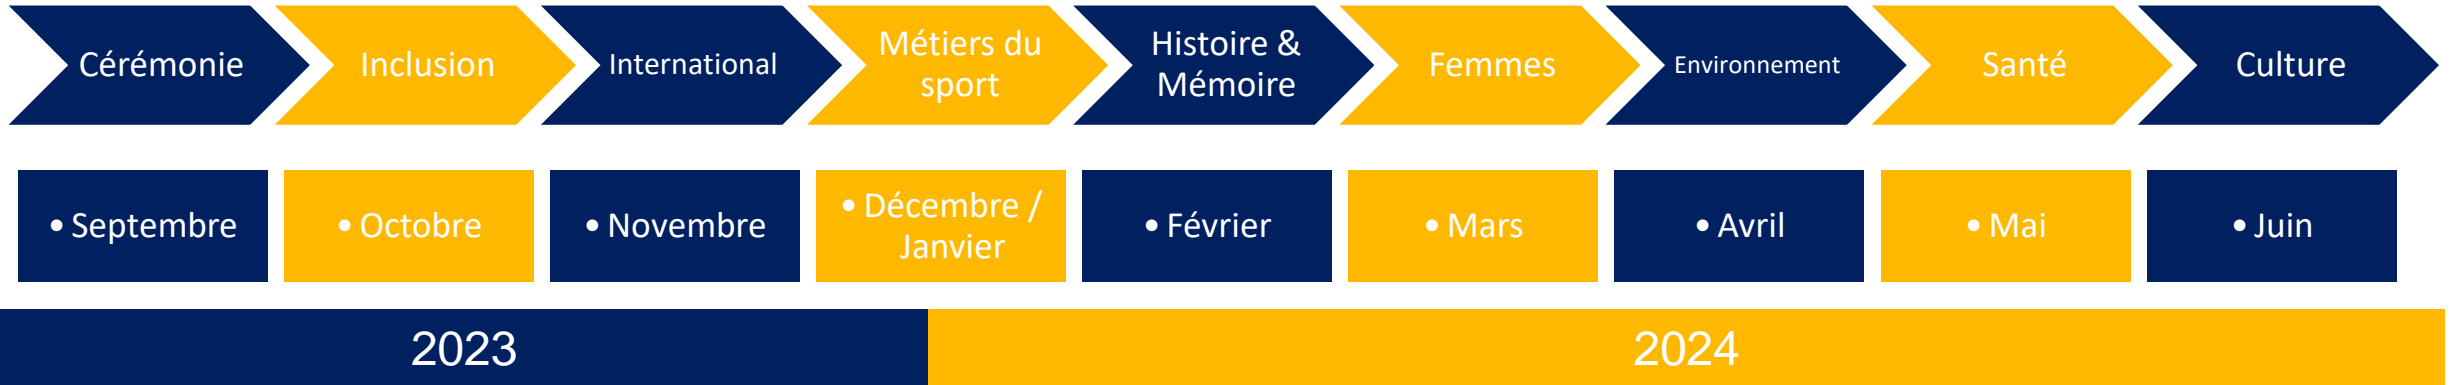 Cérémonie
Inclusion
International
Métiers du
sport
Histoire &
Mémoire
Femmes
Environnement
Santé
Culture
• Septembre
• Octobre
• Novembre
• Décembre /
Janvier
• Février
• Mars
• Avril
• Mai
• Juin
2023
2024